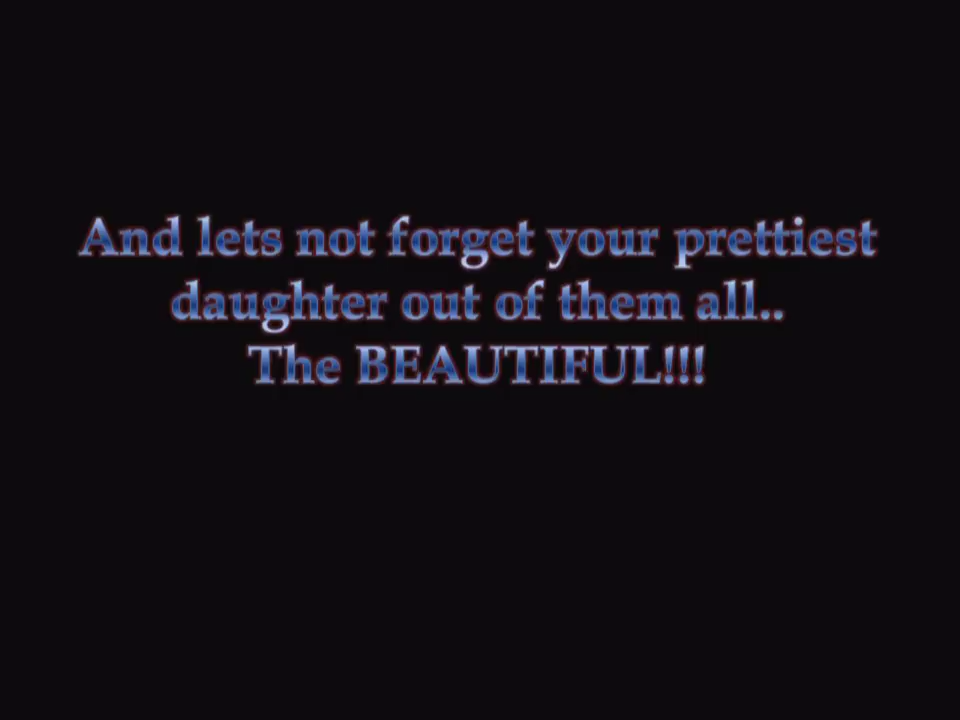 And lets not forget your prettiest
daughter out of them all..
The BEAUTIFUL!!!